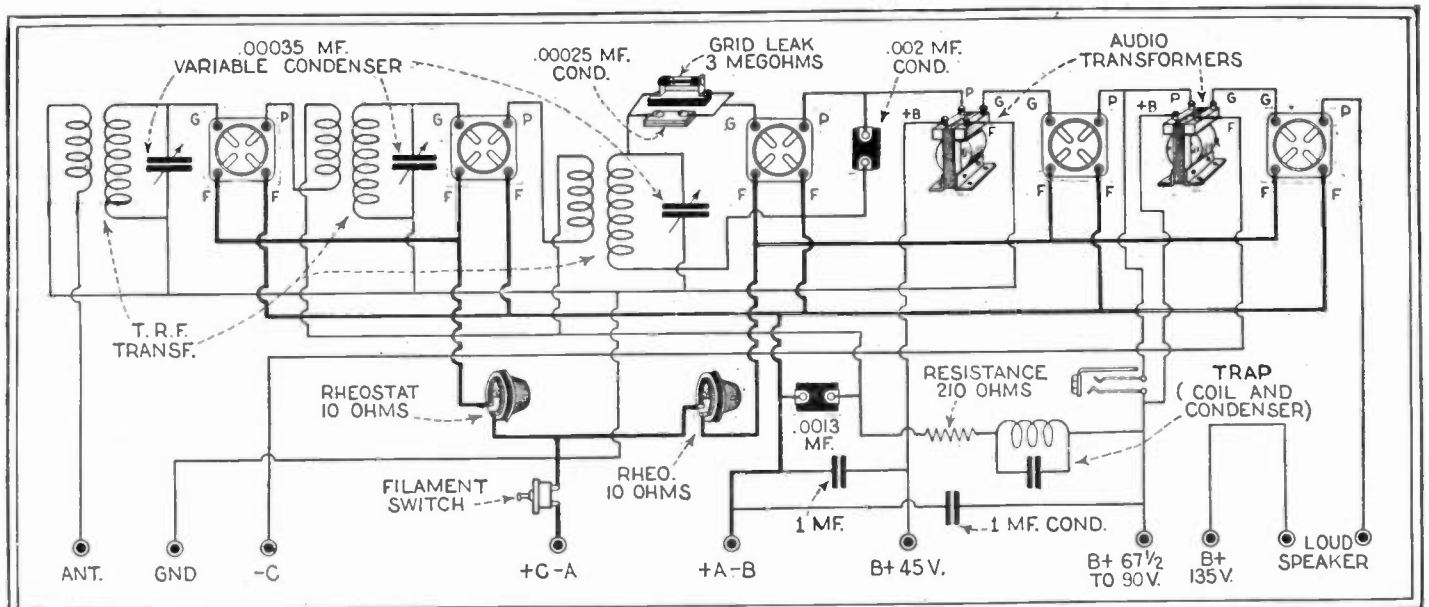 .00035 MF.
VARIABLE CONDENSER
.00025 MF.
COND.
GRID LEAK
3 MEGOHMS
.002 MF.
COND.
AUDIO
TRANSFORMERS
G P
G P
G P
P G G P
P G G P
+B F
+B F
F F
F F
F F
F F
F F
T.R.F.
TRANSF.
RHEOSTAT
10 OHMS
RESISTANCE
210 OHMS
TRAP
(COIL AND
CONDENSER)
.0013
MF.
FILAMENT
SWITCH
RHEO.
10 OHMS
1 MF.
1 MF. COND.
ANT.
GND
-C
+C-A
+A-B
B+ 45 V.
B+ 67½
TO 90 V.
B+
135 V.
LOUD
SPEAKER